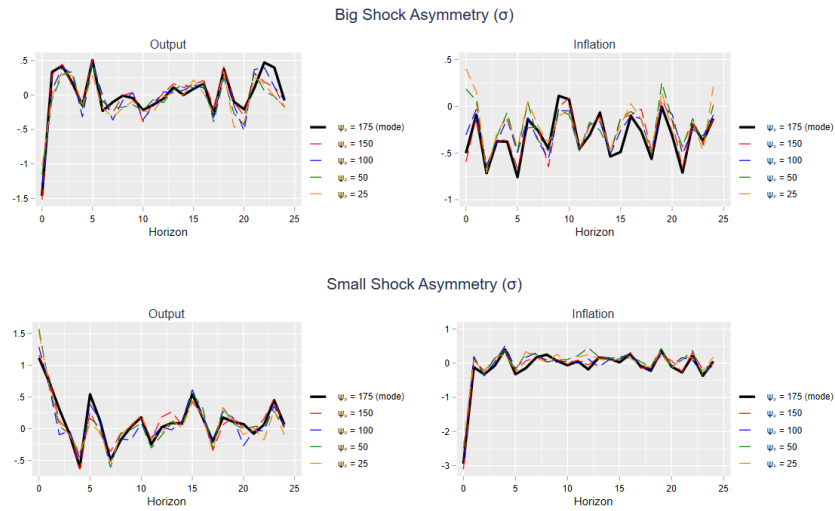 Big Shock Asymmetry (σ)
Output
.5
0
-.5
-1
-1.5
0 5 10 15 20 25
Horizon
ψₚ = 175 (mode)
ψₚ = 150
ψₚ = 100
ψₚ = 50
ψₚ = 25
Inflation
.5
0
-.5
-1
0 5 10 15 20 25
Horizon
ψₚ = 175 (mode)
ψₚ = 150
ψₚ = 100
ψₚ = 50
ψₚ = 25
Small Shock Asymmetry (σ)
Output
1.5
1
.5
0
-.5
0 5 10 15 20 25
Horizon
ψₚ = 175 (mode)
ψₚ = 150
ψₚ = 100
ψₚ = 50
ψₚ = 25
Inflation
1
0
-1
-2
-3
0 5 10 15 20 25
Horizon
ψₚ = 175 (mode)
ψₚ = 150
ψₚ = 100
ψₚ = 50
ψₚ = 25